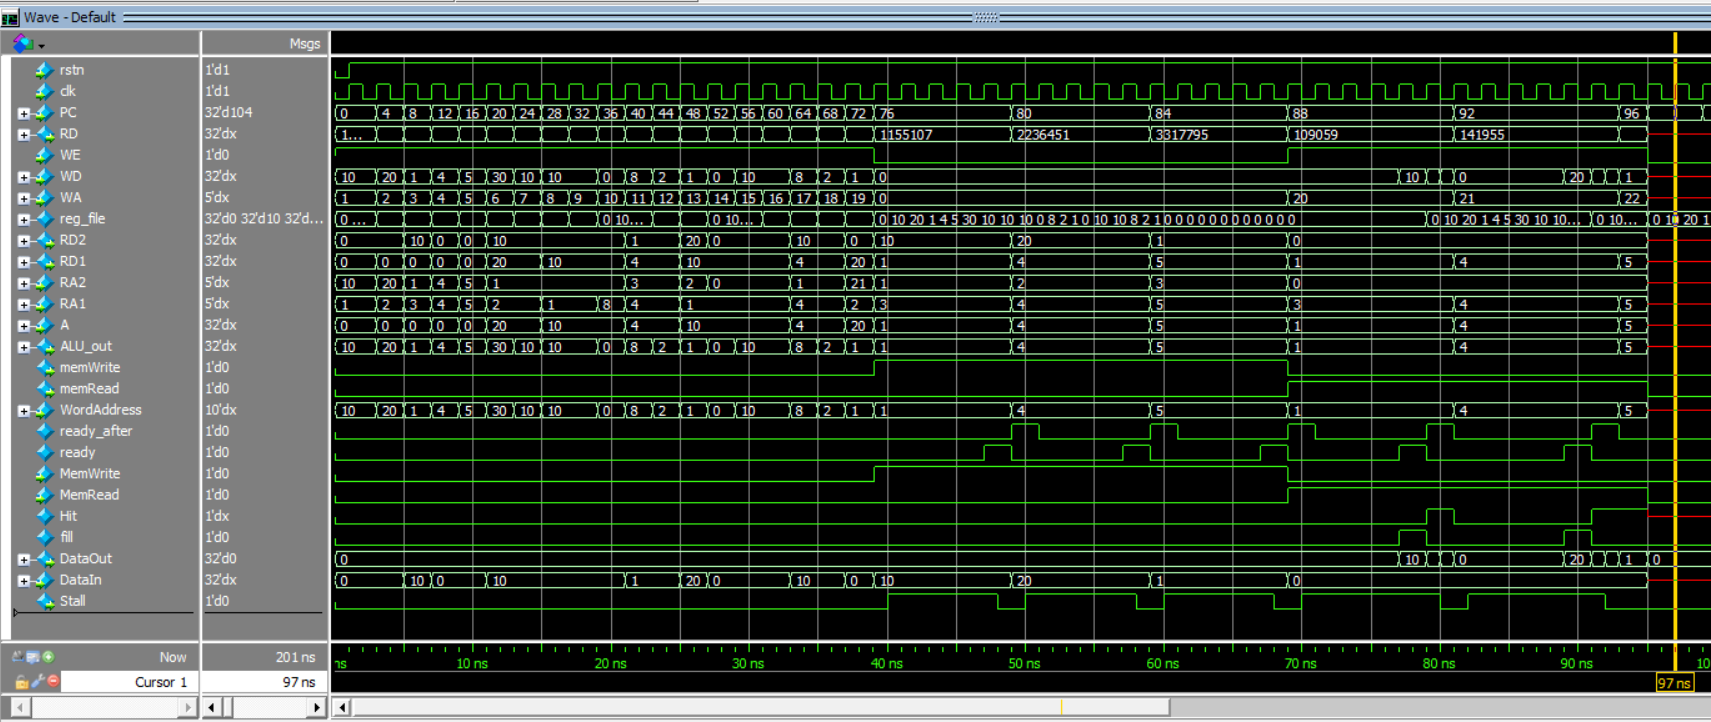 Wave - Default
Msgs
rstn 1'd1
clk 1'd1
PC 32'd104 0 4 8 12 16 20 24 28 32 36 40 44 48 52 56 60 64 68 72 76 80 84 88 92 96
RD 32'dx 1... 1155107 2236451 3317795 109059 141955
WE 1'd0
WD 32'dx 10 20 1 4 5 30 10 10 0 8 2 1 0 10 8 2 1 0 10 0 20 1
WA 5'dx 1 2 3 4 5 6 7 8 9 10 11 12 13 14 15 16 17 18 19 0 20 21 22
reg_file 32'd0 32'd10 32'd... 0 ... 0 10... 0 10... 0 10 20 1 4 5 30 10 10 10 0 8 2 1 0 10 10 8 2 1 0 0 0 0 0 0 0 0 0 0 0 0 0 10 20 1 4 5 30 10 10... 0 10... 0 10 20 1
RD2 32'dx 0 10 0 0 10 1 20 0 10 0 10 20 1 0
RD1 32'dx 0 0 0 0 0 20 10 4 10 4 20 1 4 5 1 4 5
RA2 5'dx 10 20 1 4 5 1 3 2 0 1 21 1 2 3 0
RA1 5'dx 1 2 3 4 5 2 1 8 4 1 4 2 3 4 5 3 4 5
A 32'dx 0 0 0 0 0 20 10 4 10 4 20 1 4 5 1 4 5
ALU_out 32'dx 10 20 1 4 5 30 10 10 0 8 2 1 0 10 8 2 1 1 4 5 1 4 5
memWrite 1'd0
memRead 1'd0
WordAddress 10'dx 10 20 1 4 5 30 10 10 0 8 2 1 0 10 8 2 1 1 4 5 1 4 5
ready_after 1'd0
ready 1'd0
MemWrite 1'd0
MemRead 1'd0
Hit 1'dx
fill 1'd0
DataOut 32'd0 0 10 0 20 1 0
DataIn 32'dx 0 10 0 10 1 20 0 10 0 10 20 1 0
Stall 1'd0
Now 201 ns
ns 10 ns 20 ns 30 ns 40 ns 50 ns 60 ns 70 ns 80 ns 90 ns 10
Cursor 1 97 ns
97 ns